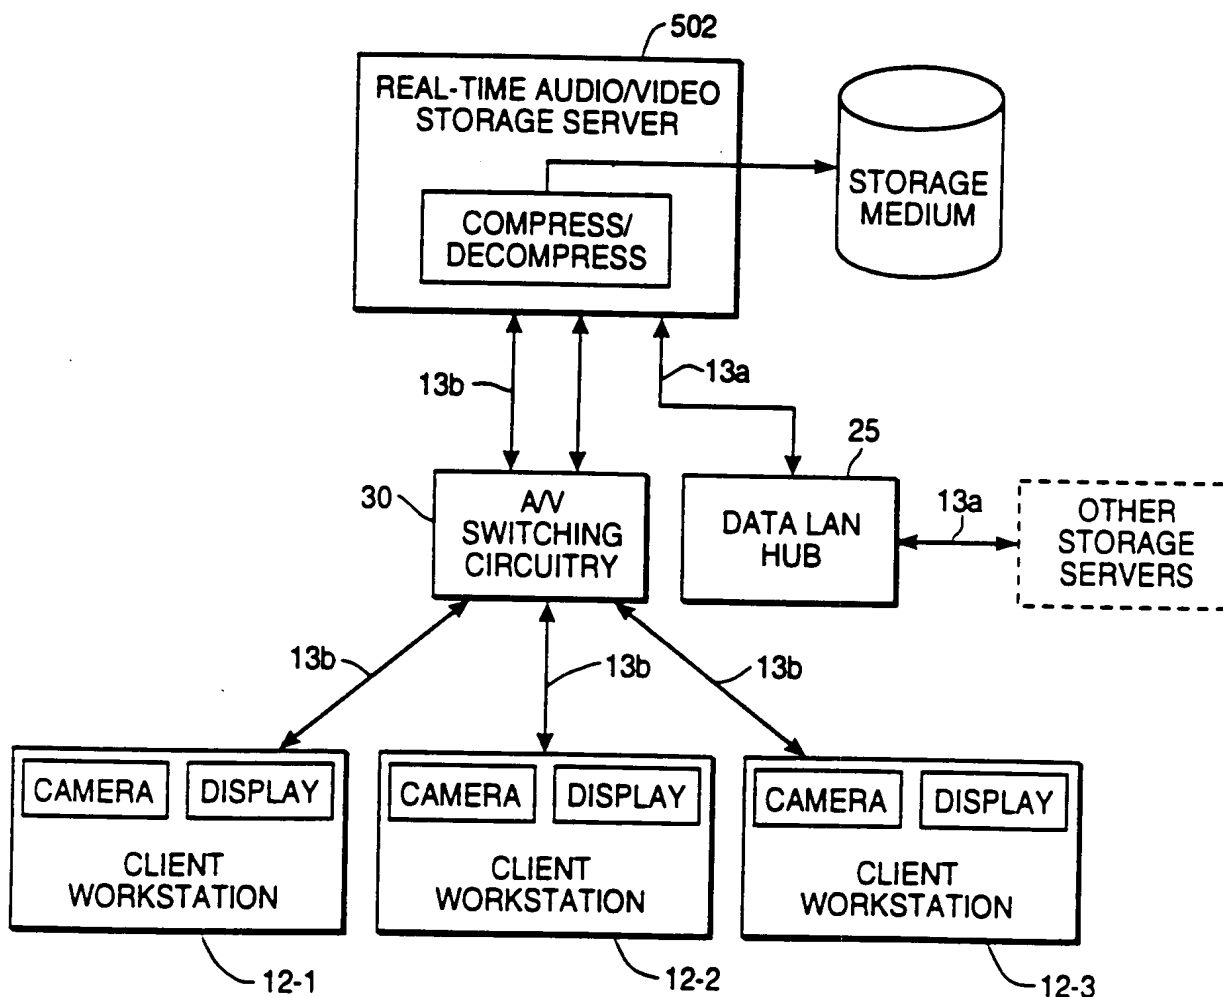 502
REAL-TIME AUDIO/VIDEO
STORAGE SERVER
COMPRESS/
DECOMPRESS
STORAGE
MEDIUM
13b
13a
30
A/V
SWITCHING
CIRCUITRY
25
DATA LAN
HUB
13a
OTHER
STORAGE
SERVERS
13b
13b
13b
CAMERA
DISPLAY
CLIENT
WORKSTATION
12-1
CAMERA
DISPLAY
CLIENT
WORKSTATION
12-2
CAMERA
DISPLAY
CLIENT
WORKSTATION
12-3